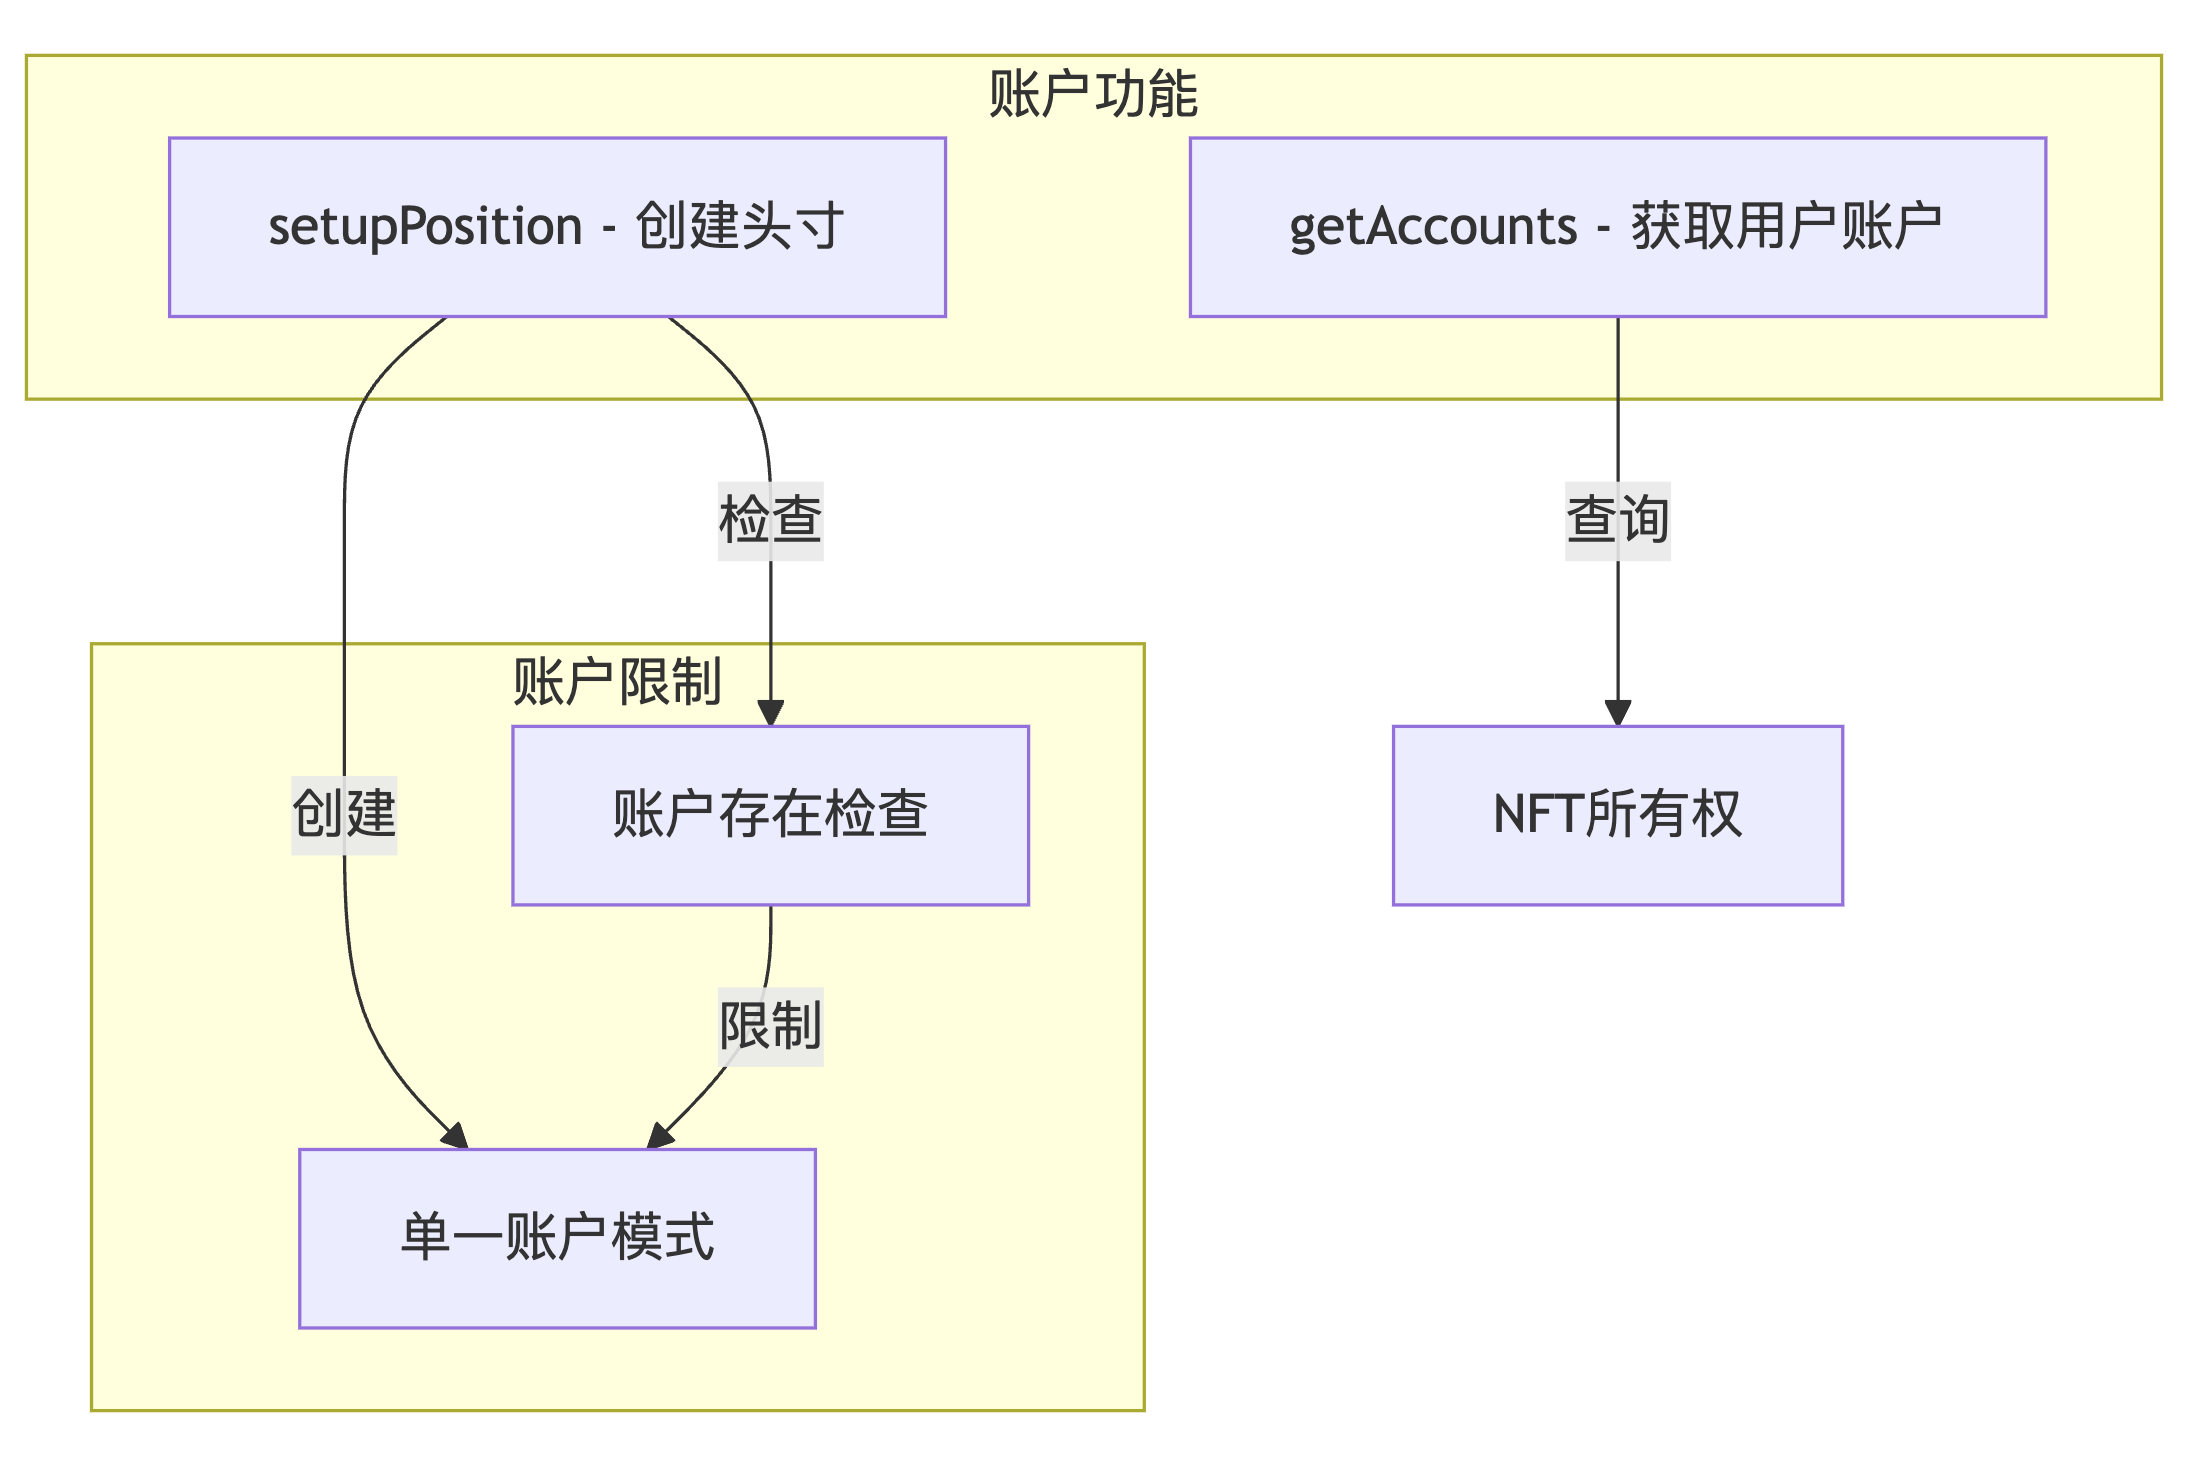 账户功能
setupPosition - 创建头寸
getAccounts - 获取用户账户
检查
查询
账户限制
创建
账户存在检查
NFT所有权
限制
单一账户模式